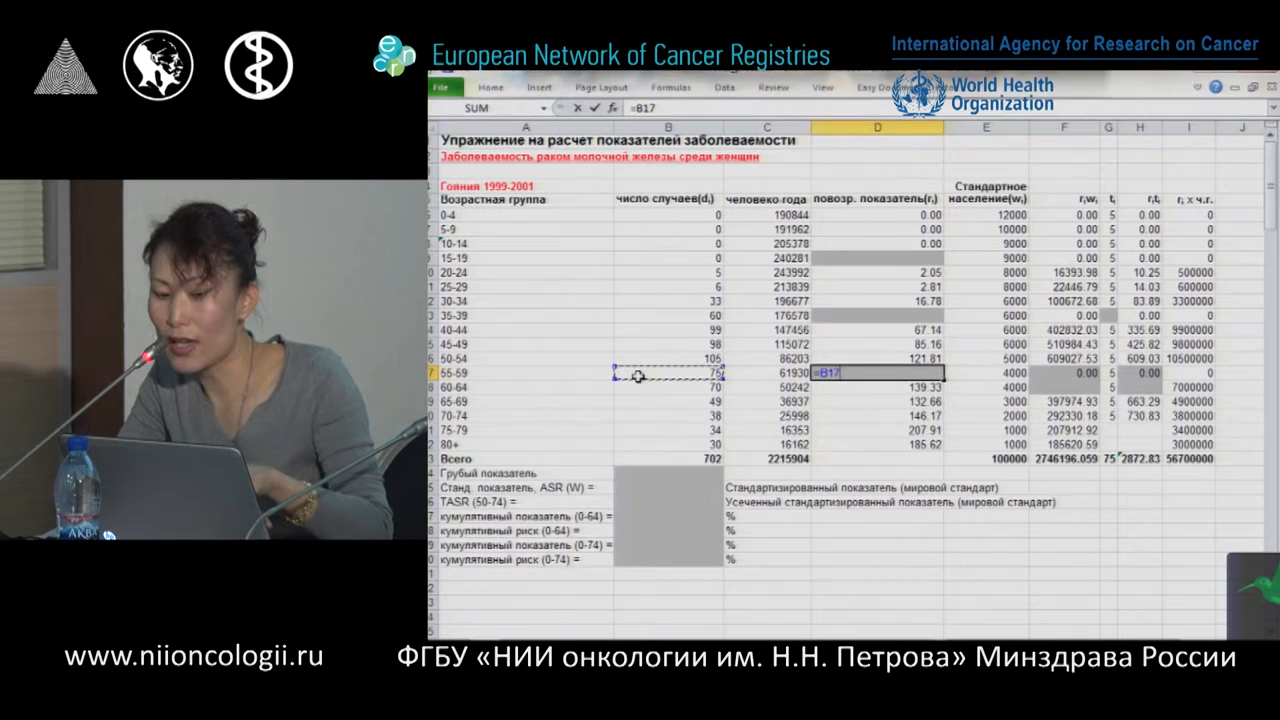 European Network of Cancer Registries
International Agency for Research on Cancer
World Health
Organization
File Home Insert Page Layout Formulas Data Review View
SUM =B17
A B C D E F G H I J
Упражнение на расчет показателей заболеваемости
Заболеваемость раком молочной железы среди женщин
Гояния 1999-2001
Возрастная группа число случаев(di) человеко года повозр. показатель(ri) Стандартное население(wi) riwi ti riti ri x ч.г.
0-4 0 190844 0.00 12000 0.00 5 0.00 0
5-9 0 191962 0.00 10000 0.00 5 0.00 0
10-14 0 205378 0.00 9000 0.00 5 0.00 0
15-19 0 240281 9000 0.00 5 0.00 0
20-24 5 243992 2.05 8000 16393.98 5 10.25 500000
25-29 6 213839 2.81 8000 22446.79 5 14.03 600000
30-34 33 196677 16.78 6000 100672.68 5 83.89 3300000
35-39 60 176578 6000 0.00 0.00 0
40-44 99 147456 67.14 6000 402832.03 5 335.69 9900000
45-49 98 115072 85.16 6000 510984.43 5 425.82 9800000
50-54 105 86203 121.81 5000 609027.53 5 609.03 10500000
55-59 75 61930 =B17 4000 0.00 5 0.00 0
60-64 70 50242 139.33 4000 5 7000000
65-69 49 36937 132.66 3000 397974.93 5 663.29 4900000
70-74 38 25998 146.17 2000 292330.18 5 730.83 3800000
75-79 34 16353 207.91 1000 207912.92 3400000
80+ 30 16162 185.62 1000 185620.59 3000000
Всего 702 2215904 100000 2746196.059 75 2872.83 56700000
Грубый показатель
Станд. показатель, ASR (W) = Стандартизированный показатель (мировой стандарт)
TASR (50-74) = Усеченный стандартизированный показатель (мировой стандарт)
кумулятивный показатель (0-64) = %
кумулятивный риск (0-64) = %
кумулятивный показатель (0-74) = %
кумулятивный риск (0-74) = %
www.niioncologii.ru ФГБУ «НИИ онкологии им. Н.Н. Петрова» Минздрава России